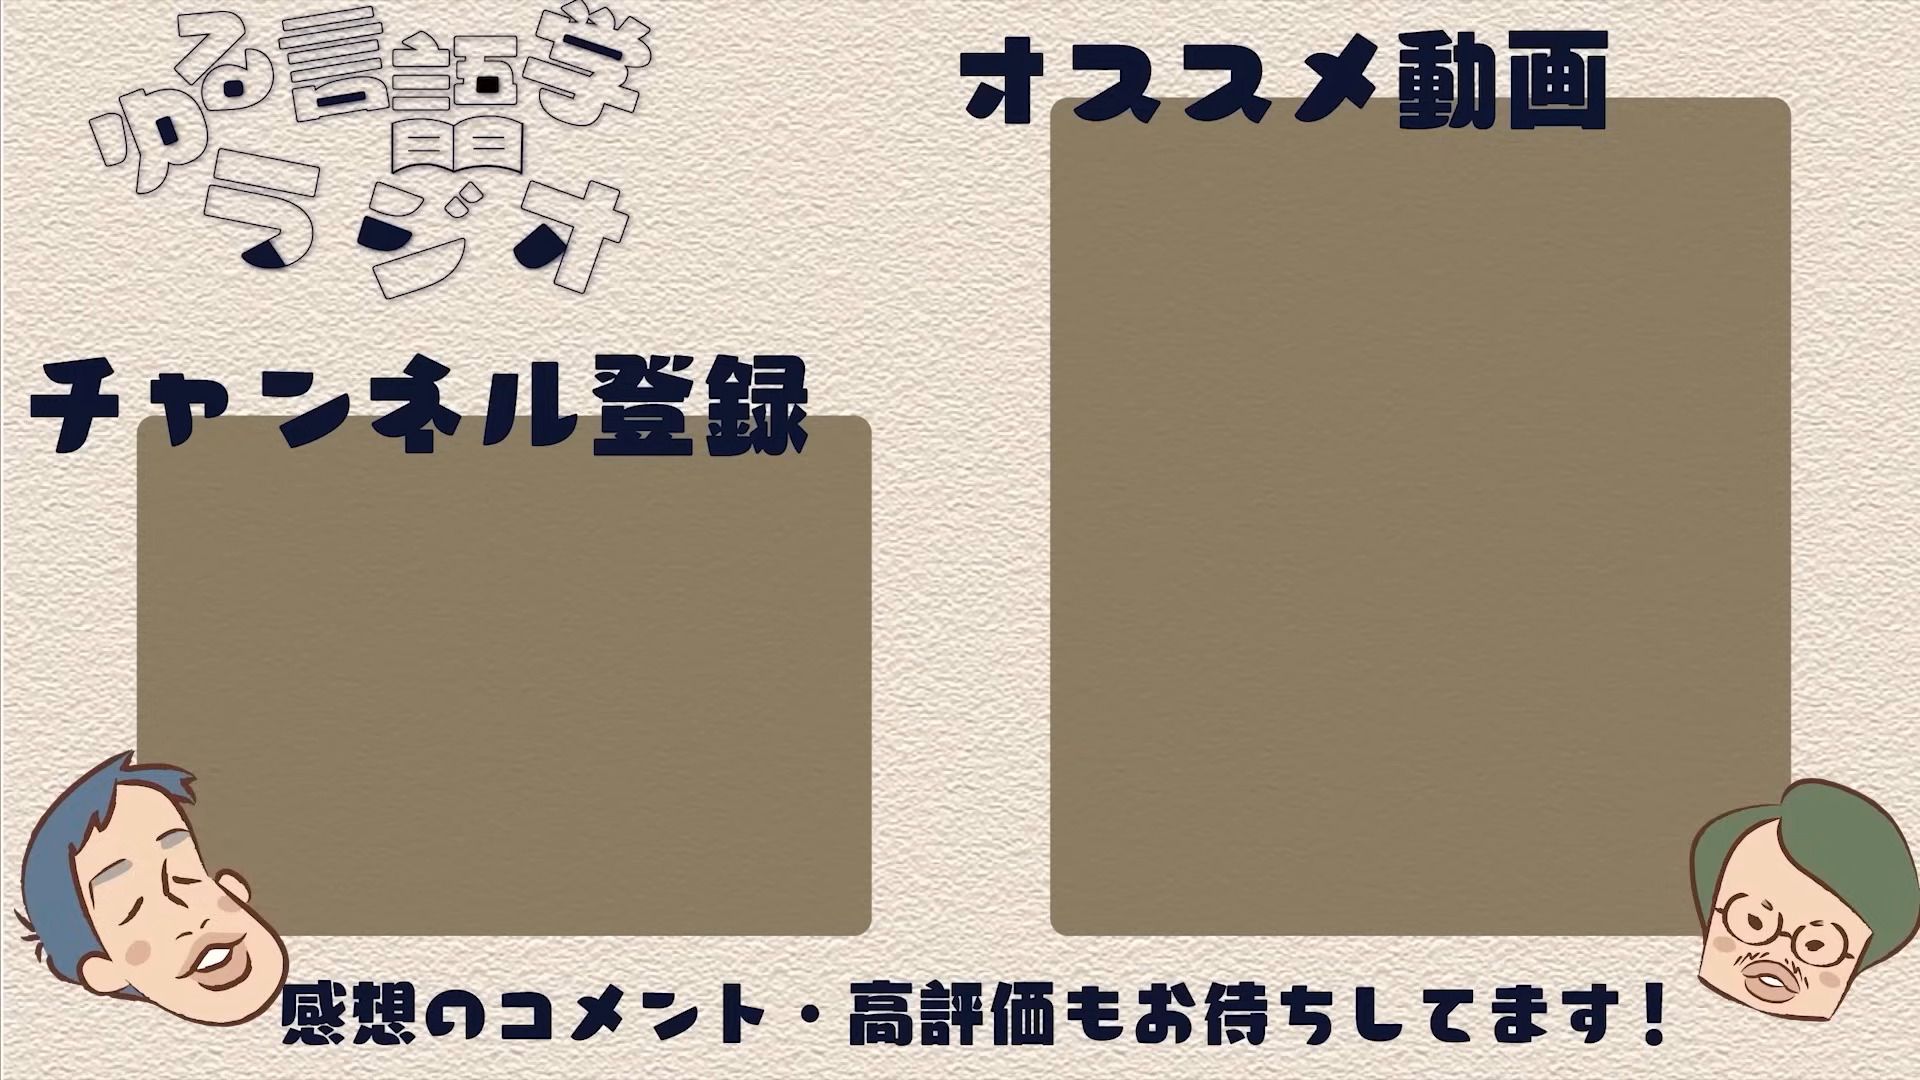 ゆる言語学
ラジオ
オススメ動画
チャンネル登録
感想のコメント・高評価もお待ちしてます!